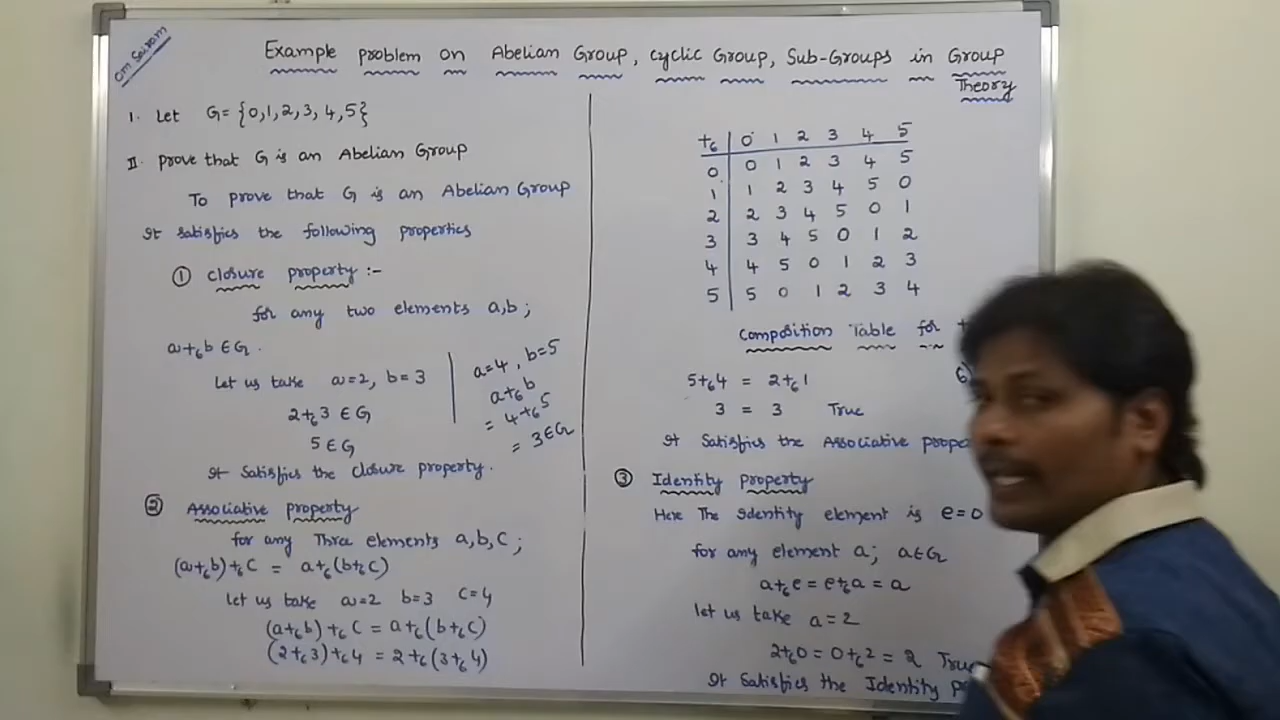 Om Sairam
Example problem on Abelian Group, cyclic Group, Sub-Groups in Group
Theory
I. Let G = {0,1,2,3,4,5}
II. prove that G is an Abelian Group
To prove that G is an Abelian Group
It satisfies the following properties
① closure property :-
for any two elements a,b;
a+₆b ∈ G.
Let us take a=2, b=3
2+₆3 ∈ G
5 ∈ G
a=4, b=5
a+₆b
= 4+₆5
= 3∈G
It satisfies the closure property.
② Associative property
for any Three elements a,b,c;
(a+₆b)+₆c = a+₆(b+₆c)
Let us take a=2 b=3 c=4
(a+₆b)+₆c = a+₆(b+₆c)
(2+₆3)+₆4 = 2+₆(3+₆4)
+₆ | 0 1 2 3 4 5
0 | 0 1 2 3 4 5
1 | 1 2 3 4 5 0
2 | 2 3 4 5 0 1
3 | 3 4 5 0 1 2
4 | 4 5 0 1 2 3
5 | 5 0 1 2 3 4
Composition Table for
5+₆4 = 2+₆1
3 = 3 True
It satisfies the Associative
③ Identity property
Here The Identity element is e=0
for any element a; a∈G
a+₆e = e+₆a = a
let us take a=2
2+₆0 = 0+₆2 = 2 True
It satisfies the Identity